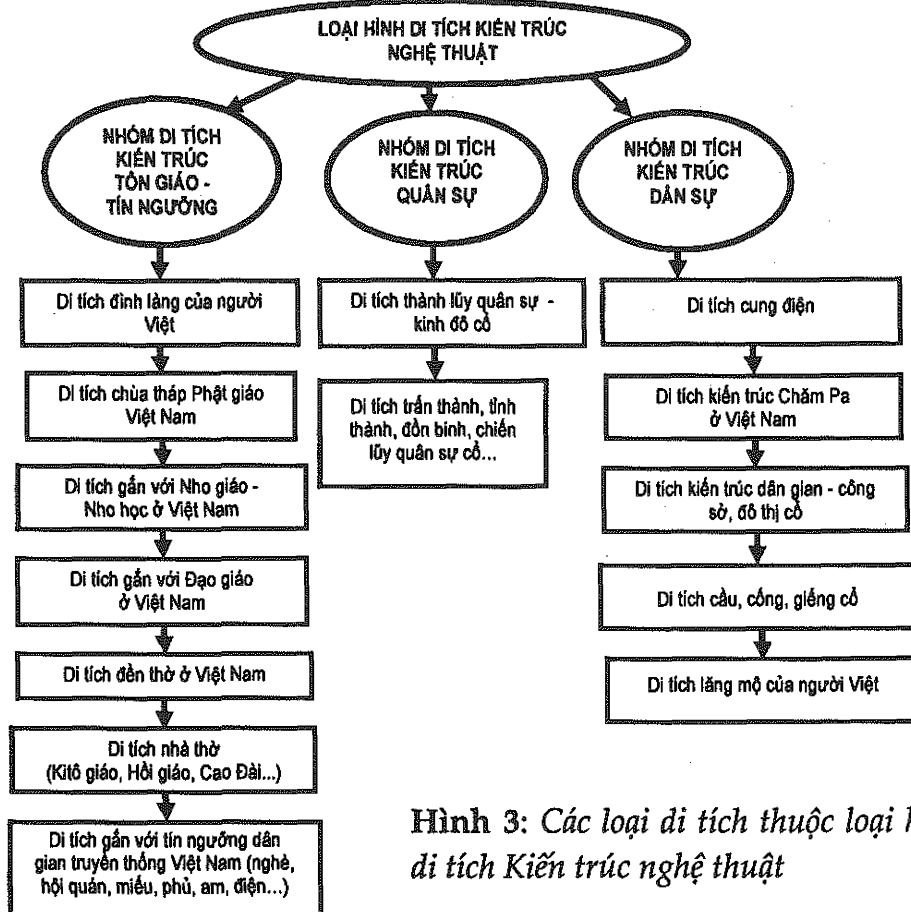 LOẠI HÌNH DI TÍCH KIẾN TRÚC
NGHỆ THUẬT
NHÓM DI TÍCH
KIẾN TRÚC
TÔN GIÁO -
TÍN NGƯỠNG
NHÓM DI TÍCH
KIẾN TRÚC
QUÂN SỰ
NHÓM DI TÍCH
KIẾN TRÚC
DÂN SỰ
Di tích đình làng của người
Việt
Di tích chùa tháp Phật giáo
Việt Nam
Di tích gắn với Nho giáo -
Nho học ở Việt Nam
Di tích gắn với Đạo giáo
ở Việt Nam
Di tích đền thờ ở Việt Nam
Di tích nhà thờ
(Kitô giáo, Hồi giáo, Cao Đài...)
Di tích gắn với tín ngưỡng dân
gian truyền thống Việt Nam (nghè,
hội quán, miếu, phủ, am, điện...)
Di tích thành lũy quân sự -
kinh đô cổ
Di tích trấn thành, tỉnh
thành, đồn binh, chiến
lũy quân sự cổ...
Di tích cung điện
Di tích kiến trúc Chăm Pa
ở Việt Nam
Di tích kiến trúc dân gian - công
sở, đô thị cổ
Di tích cầu, cống, giếng cổ
Di tích lăng mộ của người Việt
Hình 3: Các loại di tích thuộc loại
di tích Kiến trúc nghệ thuật